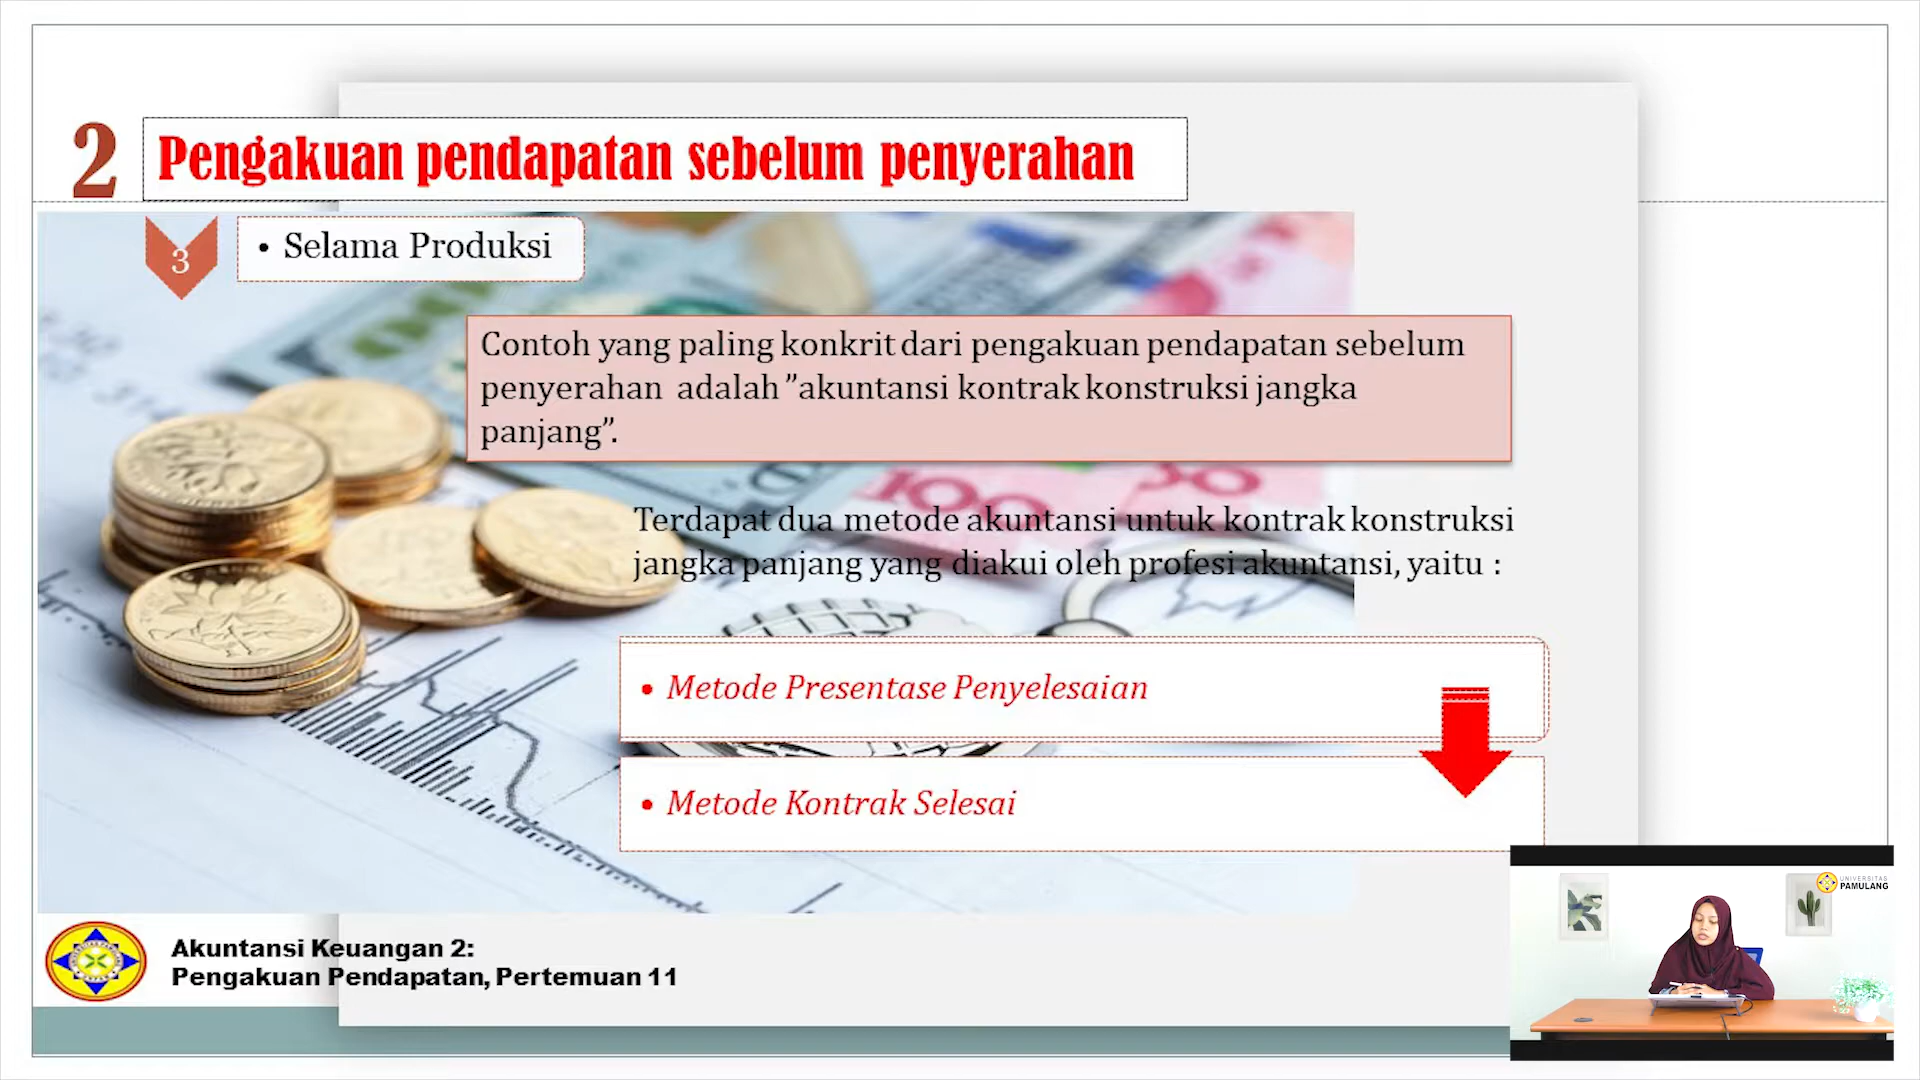 2
Pengakuan pendapatan sebelum penyerahan
3
• Selama Produksi
Contoh yang paling konkrit dari pengakuan pendapatan sebelum
penyerahan adalah ”akuntansi kontrak konstruksi jangka
panjang”.
Terdapat dua metode akuntansi untuk kontrak konstruksi
jangka panjang yang diakui oleh profesi akuntansi, yaitu :
• Metode Presentase Penyelesaian
• Metode Kontrak Selesai
Akuntansi Keuangan 2:
Pengakuan Pendapatan, Pertemuan 11
UNIVERSITAS
PAMULANG